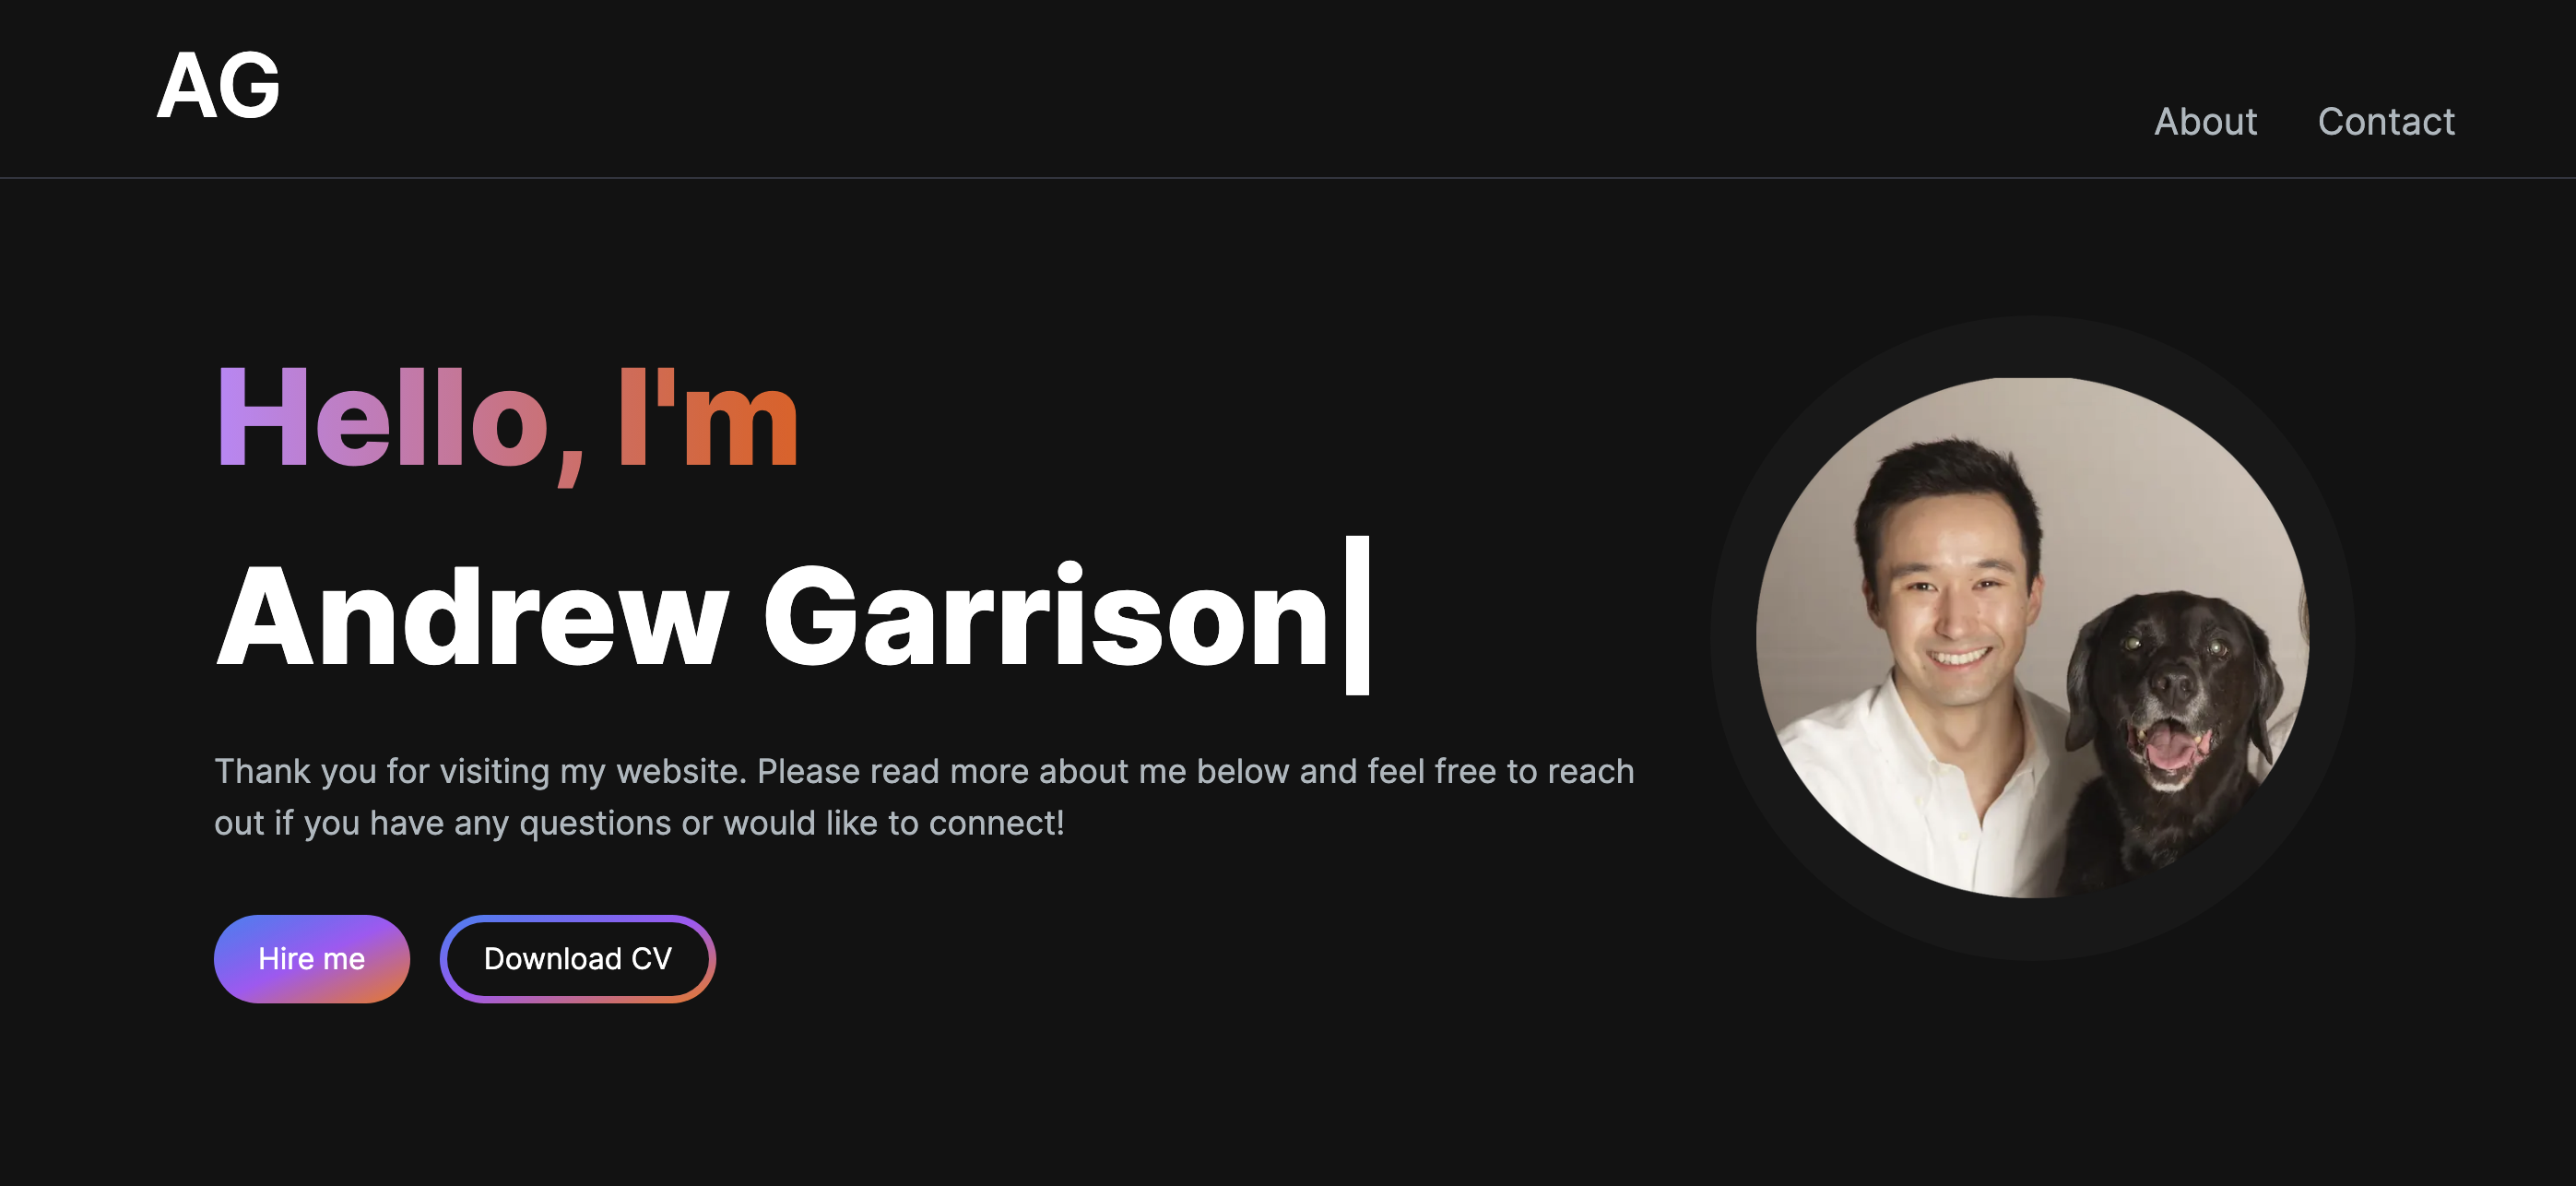 AG
About
Contact
Hello, I'm
Andrew Garrison
Thank you for visiting my website. Please read more about me below and feel free to reach
out if you have any questions or would like to connect!
Hire me
Download CV